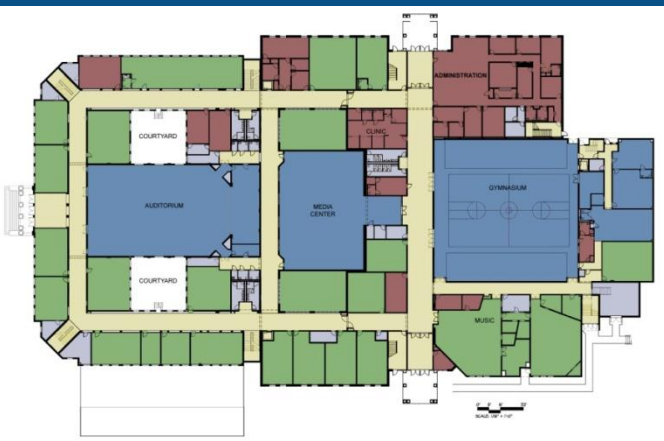 ADMINISTRATION
COURTYARD
CLINIC
AUDITORIUM
MEDIA
CENTER
GYMNASIUM
COURTYARD
MUSIC